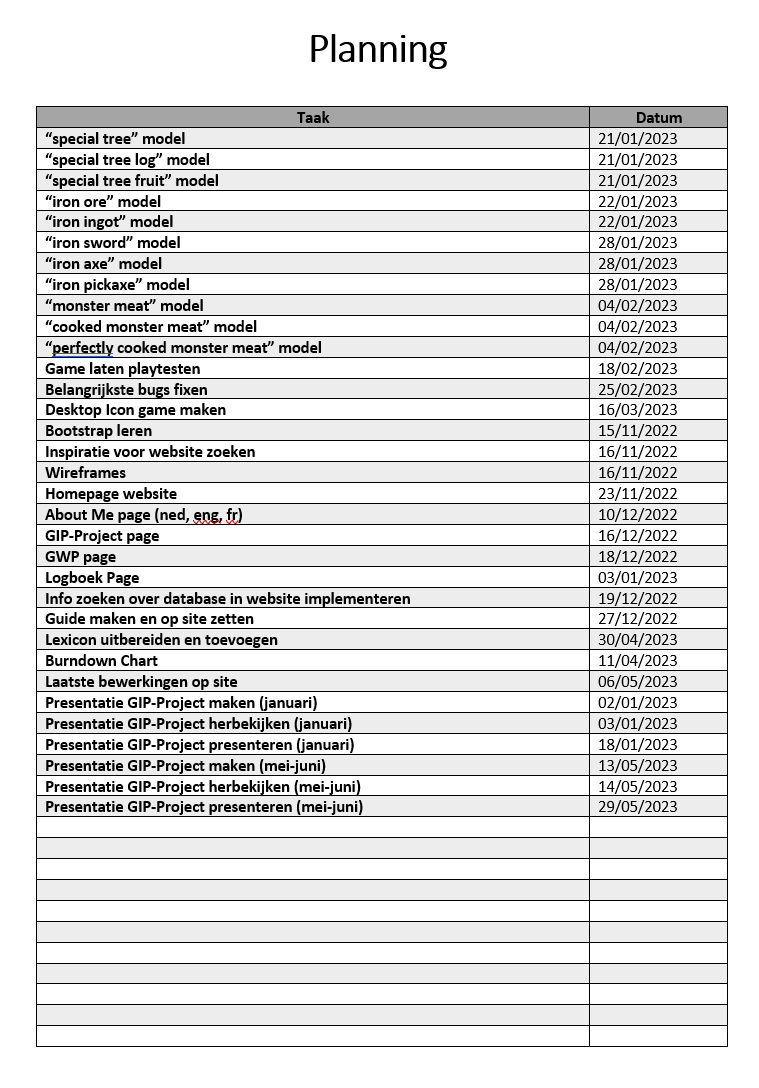 Planning
Taak Datum
“special tree” model 21/01/2023
“special tree log” model 21/01/2023
“special tree fruit” model 21/01/2023
“iron ore” model 22/01/2023
“iron ingot” model 22/01/2023
“iron sword” model 28/01/2023
“iron axe” model 28/01/2023
“iron pickaxe” model 28/01/2023
“monster meat” model 04/02/2023
“cooked monster meat” model 04/02/2023
“perfectly cooked monster meat” model 04/02/2023
Game laten playtesten 18/02/2023
Belangrijkste bugs fixen 25/02/2023
Desktop Icon game maken 16/03/2023
Bootstrap leren 15/11/2022
Inspiratie voor website zoeken 16/11/2022
Wireframes 16/11/2022
Homepage website 23/11/2022
About Me page (ned, eng, fr) 10/12/2022
GIP-Project page 16/12/2022
GWP page 18/12/2022
Logboek Page 03/01/2023
Info zoeken over database in website implementeren 19/12/2022
Guide maken en op site zetten 27/12/2022
Lexicon uitbereiden en toevoegen 30/04/2023
Burndown Chart 11/04/2023
Laatste bewerkingen op site 06/05/2023
Presentatie GIP-Project maken (januari) 02/01/2023
Presentatie GIP-Project herbekijken (januari) 03/01/2023
Presentatie GIP-Project presenteren (januari) 18/01/2023
Presentatie GIP-Project maken (mei-juni) 13/05/2023
Presentatie GIP-Project herbekijken (mei-juni) 14/05/2023
Presentatie GIP-Project presenteren (mei-juni) 29/05/2023